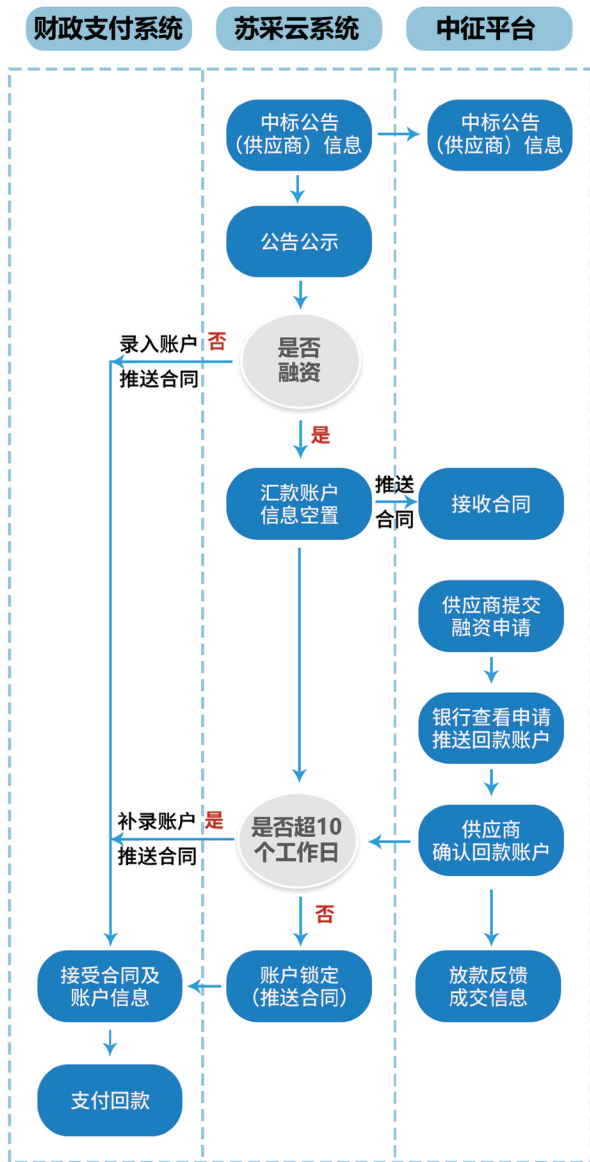 财政支付系统
苏采云系统
中征平台
中标公告
（供应商）信息
中标公告
（供应商）信息
公告公示
录入账户
否
推送合同
是否
融资
是
汇款账户
信息空置
推送
合同
接收合同
供应商提交
融资申请
银行查看申请
推送回款账户
补录账户
是
推送合同
是否超10
个工作日
供应商
确认回款账户
否
接受合同及
账户信息
账户锁定
（推送合同）
放款反馈
成交信息
支付回款